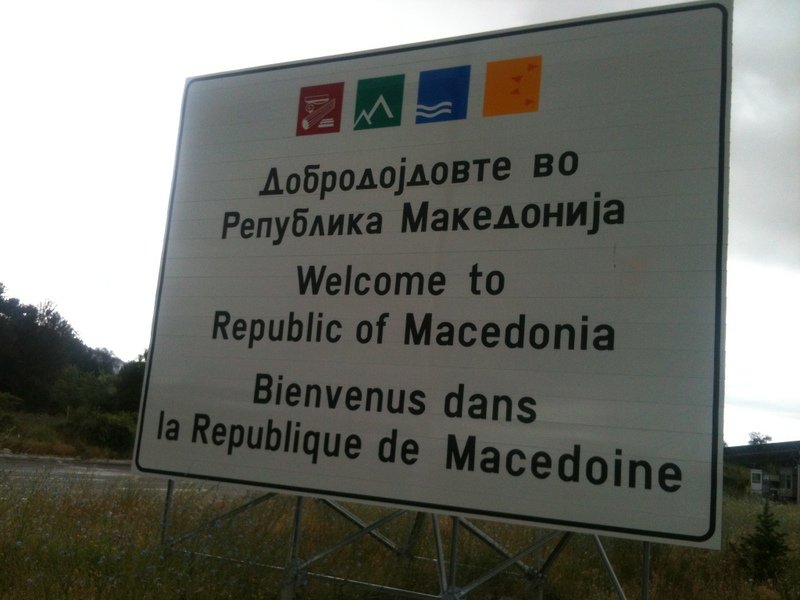 Добродојдовте во
Република Македонија
Welcome to
Republic of Macedonia
Bienvenus dans
la Republique de Macedoine